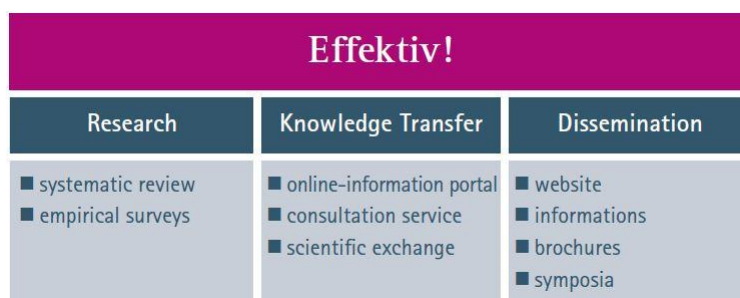 Effektiv!
Research
systematic review
empirical surveys
Knowledge Transfer
online-information portal
consultation service
scientific exchange
Dissemination
website
informations
brochures
symposia